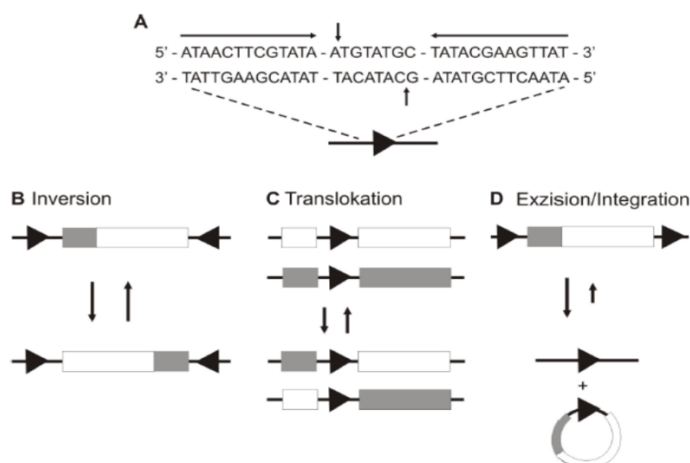 A
5' - ATAACTTCGTATA - ATGTATGC - TATACGAAGTTAT - 3'
3' - TATTGAAGCATAT - TACATACG - ATATGCTTCAATA - 5'
B Inversion
C Translokation
D Exzision/Integration
+